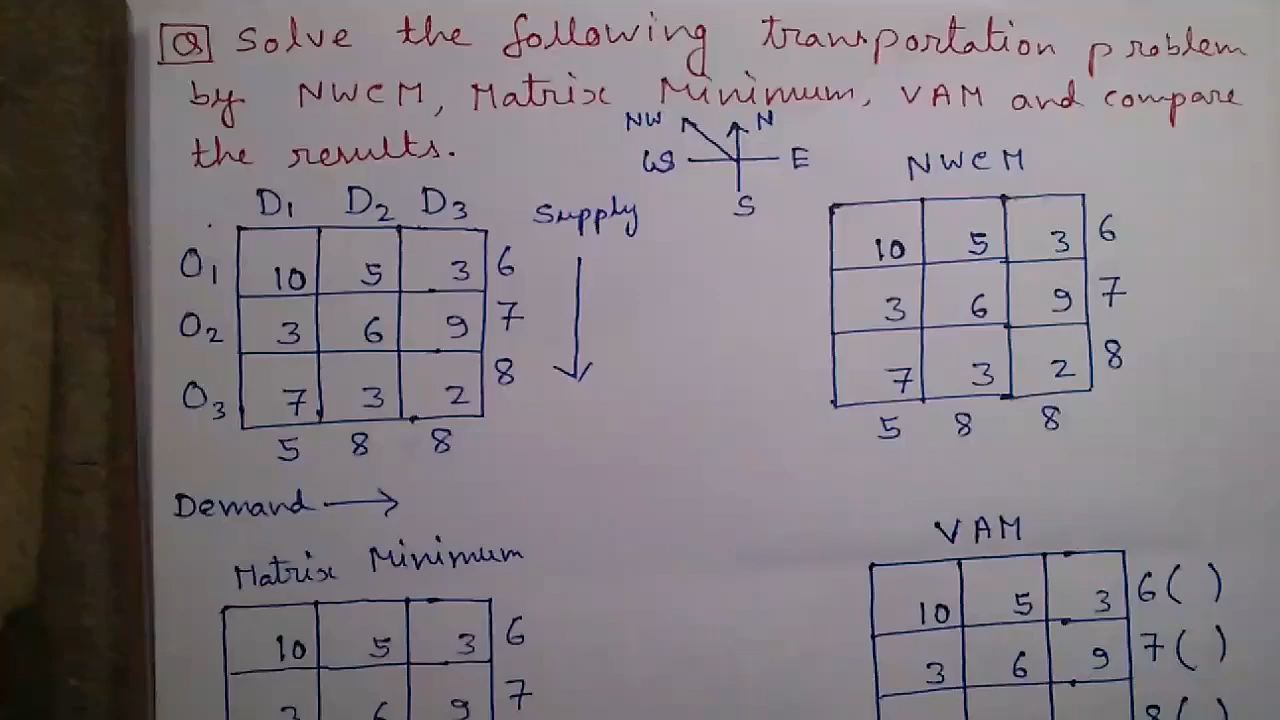 Q Solve the following transportation problem
by NWCM, Matrix Minimum, VAM and compare
the results.
NW N
W E
S
D1 D2 D3 Supply
O1 10 5 3 6
O2 3 6 9 7
O3 7 3 2 8
5 8 8
Demand
NWCM
10 5 3 6
3 6 9 7
7 3 2 8
5 8 8
Matrix Minimum
10 5 3 6
3 6 9 7
VAM
10 5 3 6 ( )
3 6 9 7 ( )
8 ( )